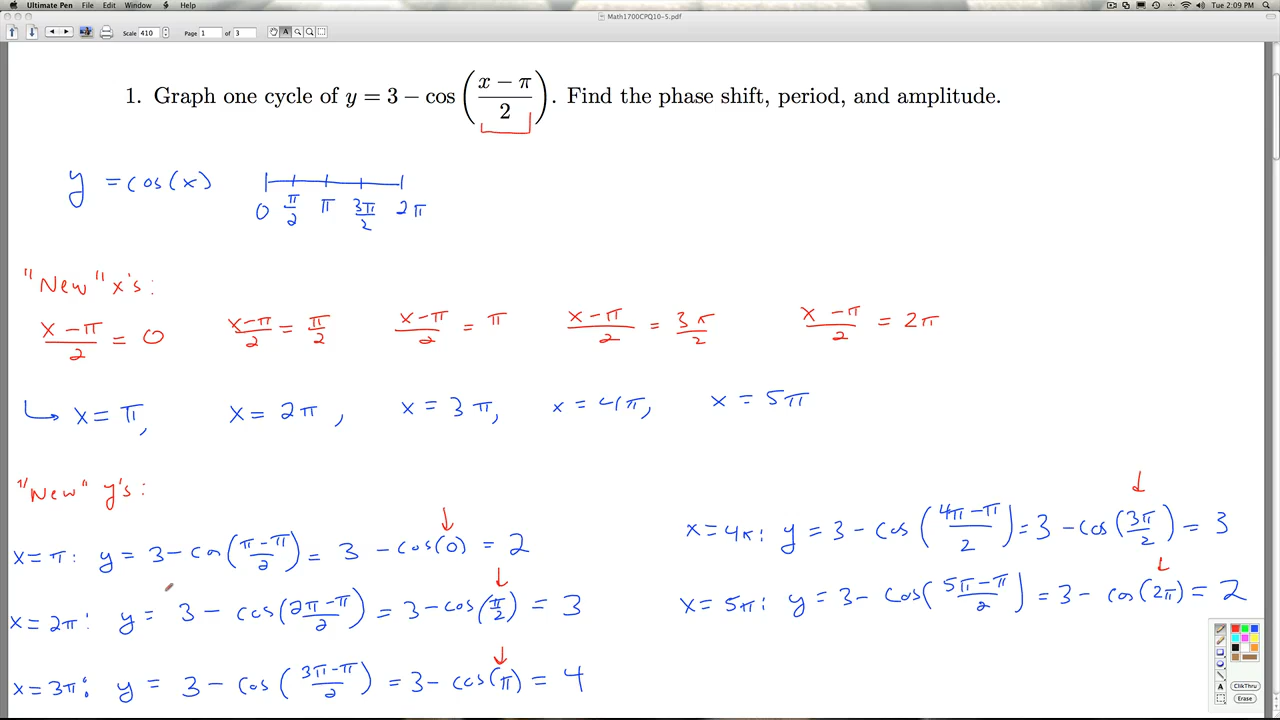 Ultimate Pen File Edit Window Help Tue 2:09 PM
Math1700CPQ10-5.pdf
Scale 410 Page 1 of 3
1. Graph one cycle of y = 3 − cos((x − π)/2). Find the phase shift, period, and amplitude.
y = cos(x)
0 π/2 π 3π/2 2π
"New" x's:
(x−π)/2 = 0 (x−π)/2 = π/2 (x−π)/2 = π (x−π)/2 = 3π/2 (x−π)/2 = 2π
↳ x = π, x = 2π, x = 3π, x = 4π, x = 5π
"New" y's:
x = π: y = 3 − cos((π−π)/2) = 3 − cos(0) = 2
x = 2π: y = 3 − cos((2π−π)/2) = 3 − cos(π/2) = 3
x = 3π: y = 3 − cos((3π−π)/2) = 3 − cos(π) = 4
x = 4π: y = 3 − cos((4π−π)/2) = 3 − cos(3π/2) = 3
x = 5π: y = 3 − cos((5π−π)/2) = 3 − cos(2π) = 2
A
ClikThru
Erase